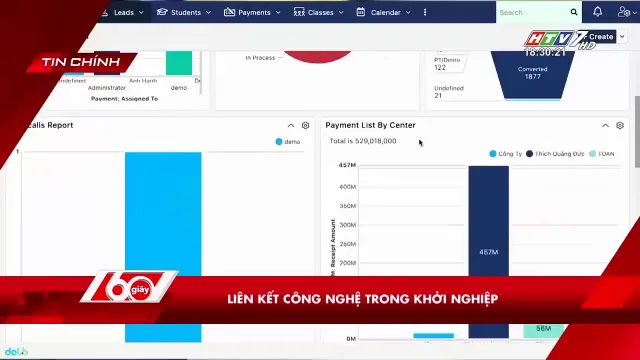 Leads Students Payments Classes Calendar Search
Create
HTV7 HD
18:30:21
TIN CHÍNH
In Process
PT/Demo
122
Converted
1877
Undefined
21
Undefined Anh Hạnh
Administrator demo
Payment: Assigned To
Calls Report
demo
1
Payment List By Center
Total is 529,018,000
Công Ty Thích Quảng Đức TOAN
457M
400M
350M
300M
250M
200M
0M
Receipt Amount
457M
56M
60 giây
LIÊN KẾT CÔNG NGHỆ TRONG KHỞI NGHIỆP